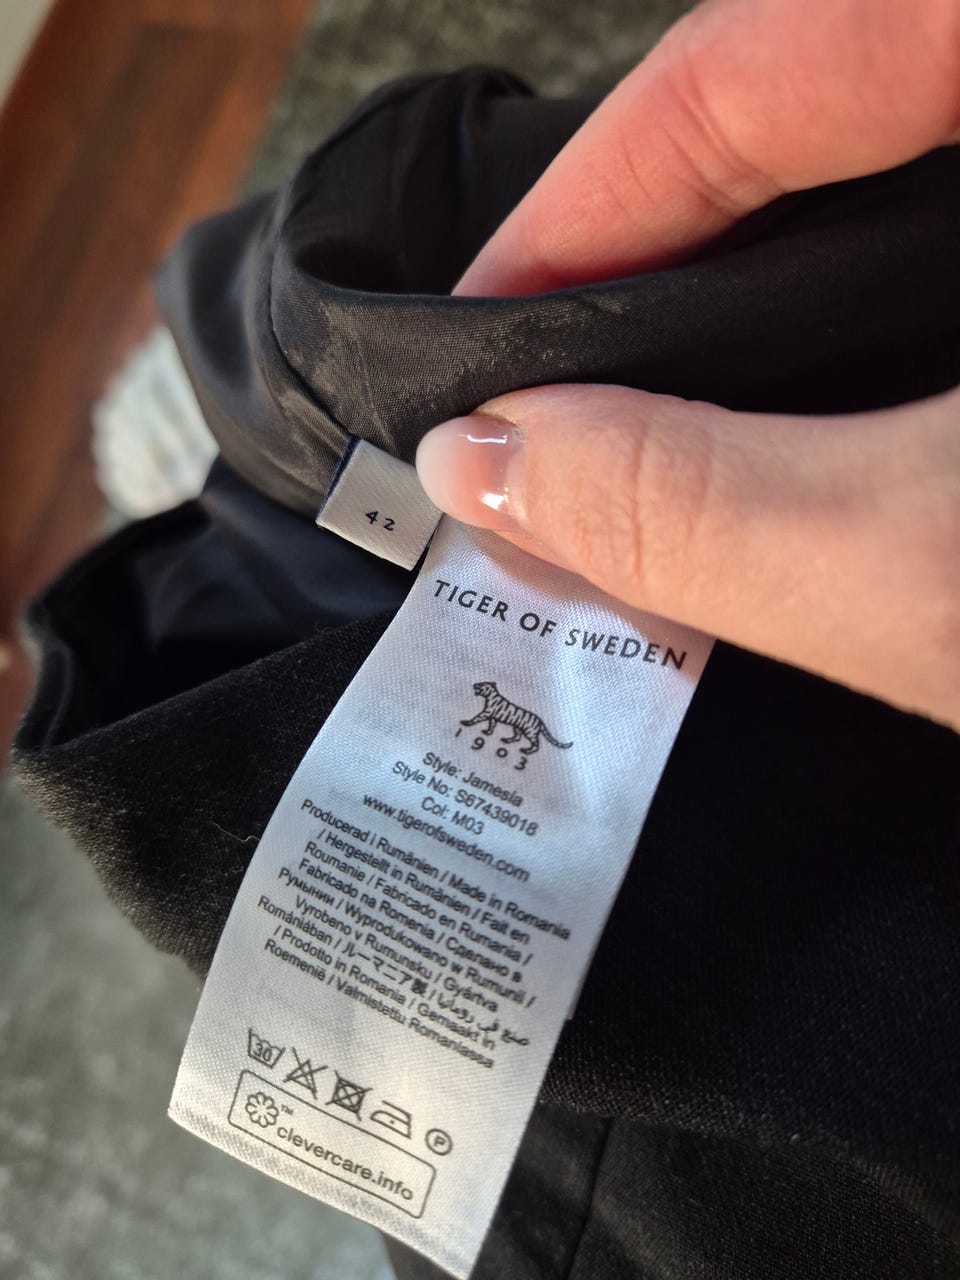 42
TIGER OF SWEDEN
1903
Style: Jamesia
Style No: S67439018
Col: M03
www.tigerofsweden.com
Producerad i Rumänien / Made in Romania
/ Hergestellt in Rumänien / Fait en
Roumanie / Fabricado en Rumania /
Fabricado na Romenia / Сделано в
Румынии / Wyprodukowano w Rumunii /
Vyrobeno v Rumunsku / Gyártva
Romániában / ルーマニア製 / صنع في رومانيا
/ Prodotto in Romania / Gemaakt in
Roemenië / Valmistettu Romaniassa
30
P
™
clevercare.info